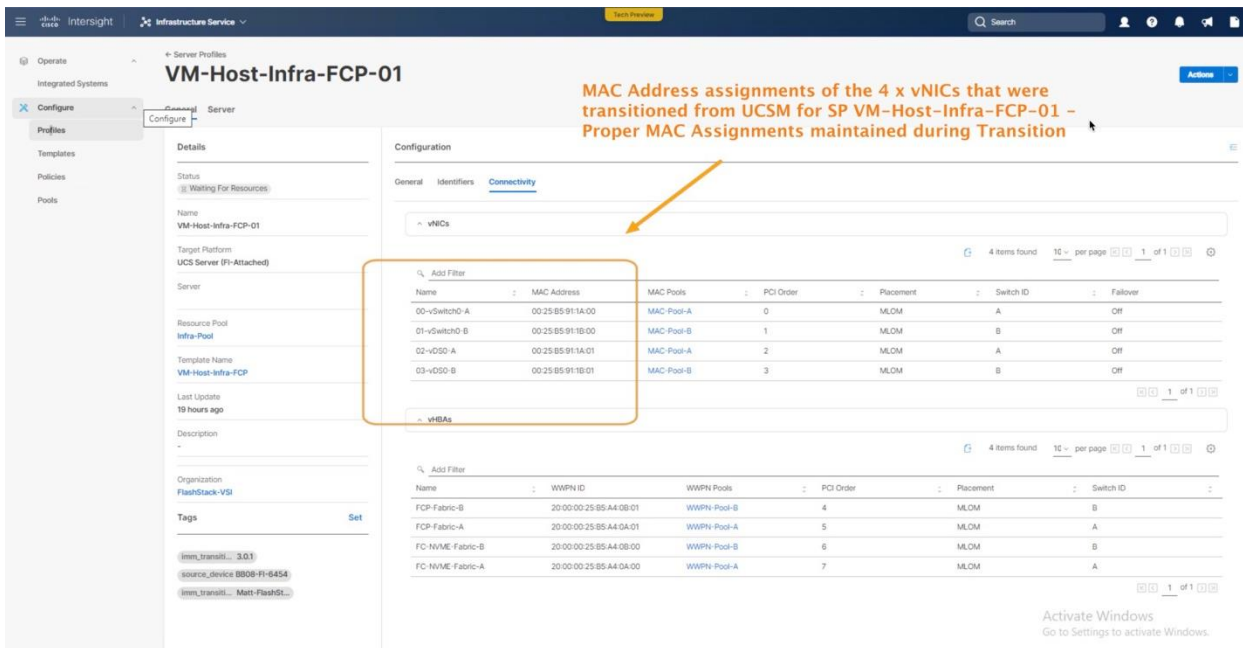 cisco Intersight
Infrastructure Service
Tech Preview
Search
Operate
Integrated Systems
Configure
Profiles
Templates
Policies
Pools
Configure
← Server Profiles
VM-Host-Infra-FCP-01
Actions
General Server
MAC Address assignments of the 4 x vNICs that were
transitioned from UCSM for SP VM-Host-Infra-FCP-01 –
Proper MAC Assignments maintained during Transition
Details
Status
Waiting For Resources
Name
VM-Host-Infra-FCP-01
Target Platform
UCS Server (FI-Attached)
Server
Resource Pool
Infra-Pool
Template Name
VM-Host-Infra-FCP
Last Update
19 hours ago
Description
-
Organization
FlashStack-VSI
Tags Set
imm_transiti... 3.0.1
source_device BB08-FI-6454
imm_transiti... Matt-FlashSt...
Configuration
General Identifiers Connectivity
vNICs
4 items found 10 per page 1 of 1
Add Filter
Name MAC Address MAC Pools PCI Order Placement Switch ID Failover
00-vSwitch0-A 00:25:B5:91:1A:00 MAC-Pool-A 0 MLOM A Off
01-vSwitch0-B 00:25:B5:91:1B:00 MAC-Pool-B 1 MLOM B Off
02-vDS0-A 00:25:B5:91:1A:01 MAC-Pool-A 2 MLOM A Off
03-vDS0-B 00:25:B5:91:1B:01 MAC-Pool-B 3 MLOM B Off
1 of 1
vHBAs
4 items found 10 per page 1 of 1
Add Filter
Name WWPN ID WWPN Pools PCI Order Placement Switch ID
FCP-Fabric-B 20:00:00:25:B5:A4:0B:01 WWPN-Pool-B 4 MLOM B
FCP-Fabric-A 20:00:00:25:B5:A4:0A:01 WWPN-Pool-A 5 MLOM A
FC-NVME-Fabric-B 20:00:00:25:B5:A4:0B:00 WWPN-Pool-B 6 MLOM B
FC-NVME-Fabric-A 20:00:00:25:B5:A4:0A:00 WWPN-Pool-A 7 MLOM A
1 of 1
Activate Windows
Go to Settings to activate Windows.